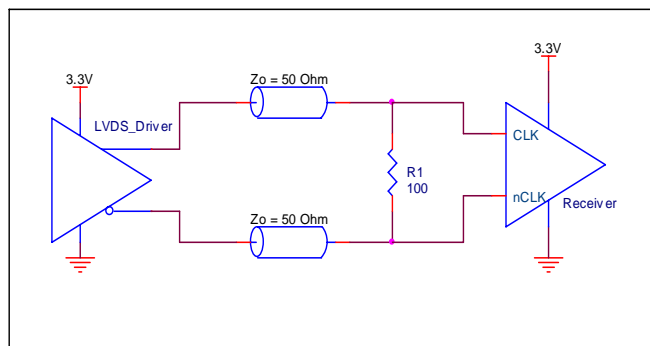 3.3V
LVDS_Driver
Zo = 50 Ohm
3.3V
CLK
R1
100
nCLK
Receiver
Zo = 50 Ohm